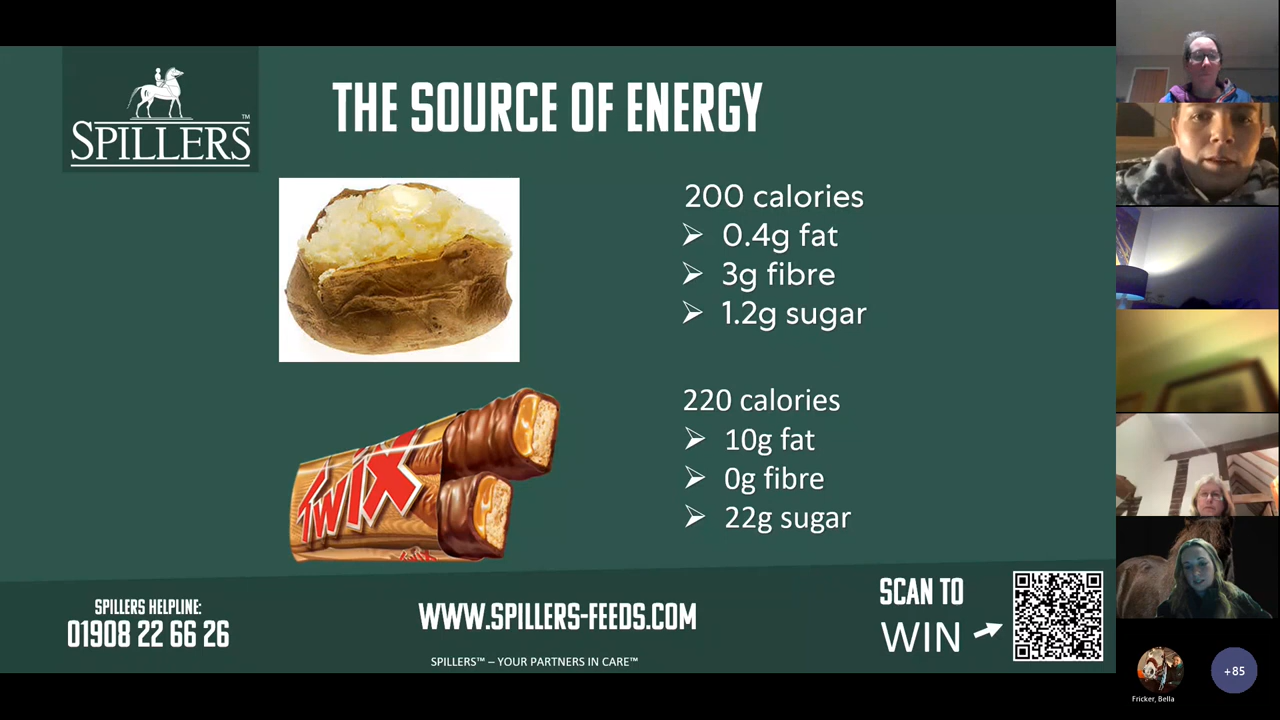 SPILLERS™
THE SOURCE OF ENERGY
200 calories
➢ 0.4g fat
➢ 3g fibre
➢ 1.2g sugar
TWIX
220 calories
➢ 10g fat
➢ 0g fibre
➢ 22g sugar
SPILLERS HELPLINE:
01908 22 66 26
WWW.SPILLERS-FEEDS.COM
SPILLERS™ – YOUR PARTNERS IN CARE™
SCAN TO
WIN
+85
Fricker, Bella